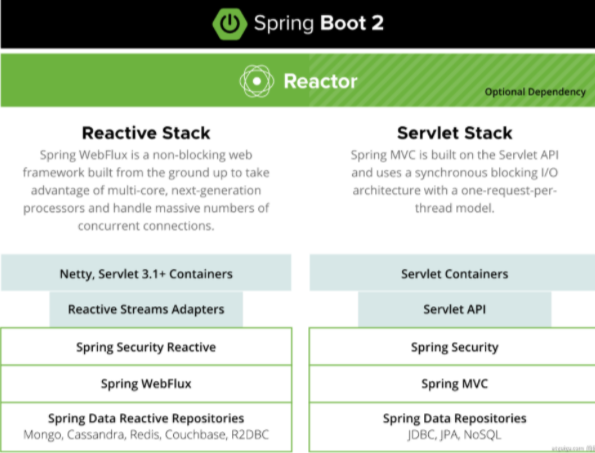 Spring Boot 2
Reactor
Optional Dependency
Reactive Stack
Spring WebFlux is a non-blocking web
framework built from the ground up to take
advantage of multi-core, next-generation
processors and handle massive numbers of
concurrent connections.
Netty, Servlet 3.1+ Containers
Reactive Streams Adapters
Spring Security Reactive
Spring WebFlux
Spring Data Reactive Repositories
Mongo, Cassandra, Redis, Couchbase, R2DBC
Servlet Stack
Spring MVC is built on the Servlet API
and uses a synchronous blocking I/O
architecture with a one-request-per-
thread model.
Servlet Containers
Servlet API
Spring Security
Spring MVC
Spring Data Repositories
JDBC, JPA, NoSQL